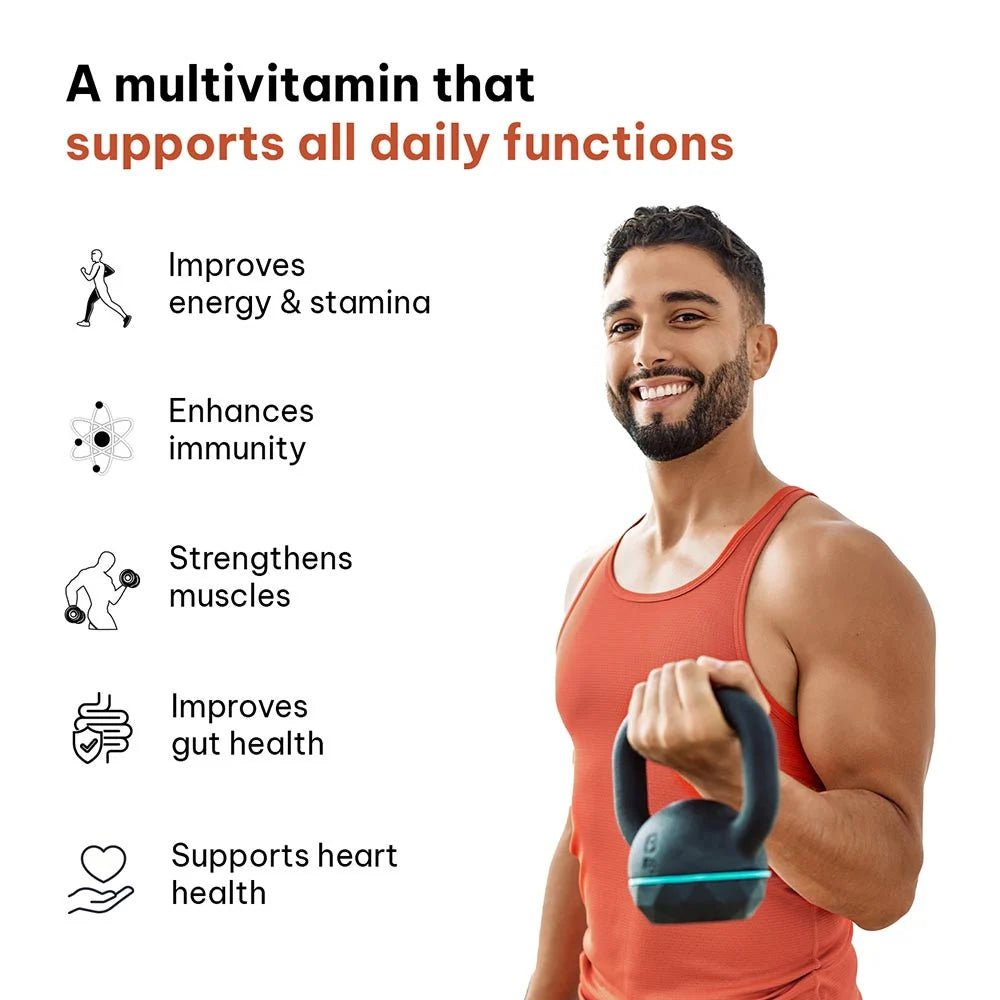 A multivitamin that
supports all daily functions
Improves
energy & stamina
Enhances
immunity
Strengthens
muscles
Improves
gut health
Supports heart
health